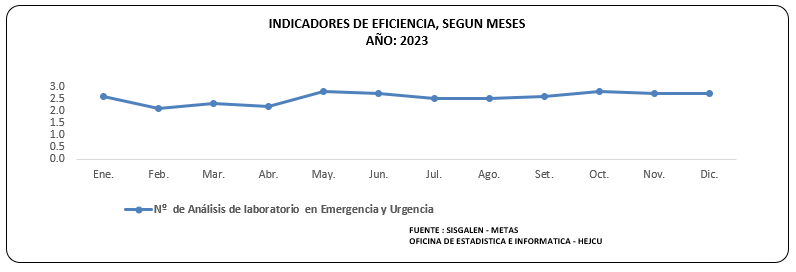 INDICADORES DE EFICIENCIA, SEGUN MESES
AÑO: 2023
3.0
2.5
2.0
1.5
1.0
0.5
0.0
Ene. Feb. Mar. Abr. May. Jun. Jul. Ago. Set. Oct. Nov. Dic.
Nº de Análisis de laboratorio en Emergencia y Urgencia
FUENTE : SISGALEN - METAS
OFICINA DE ESTADISTICA E INFORMATICA - HEJCU